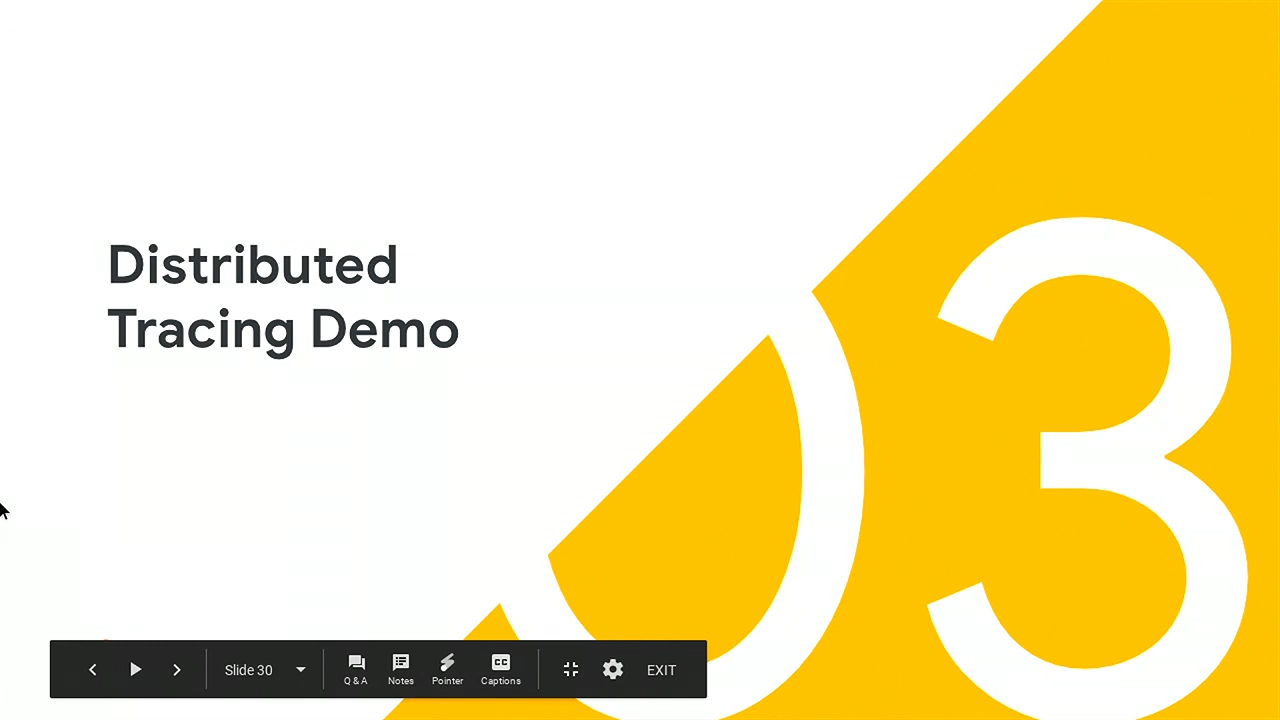 Distributed
Tracing Demo
03
Slide 30
Q & A
Notes
Pointer
CC
Captions
EXIT